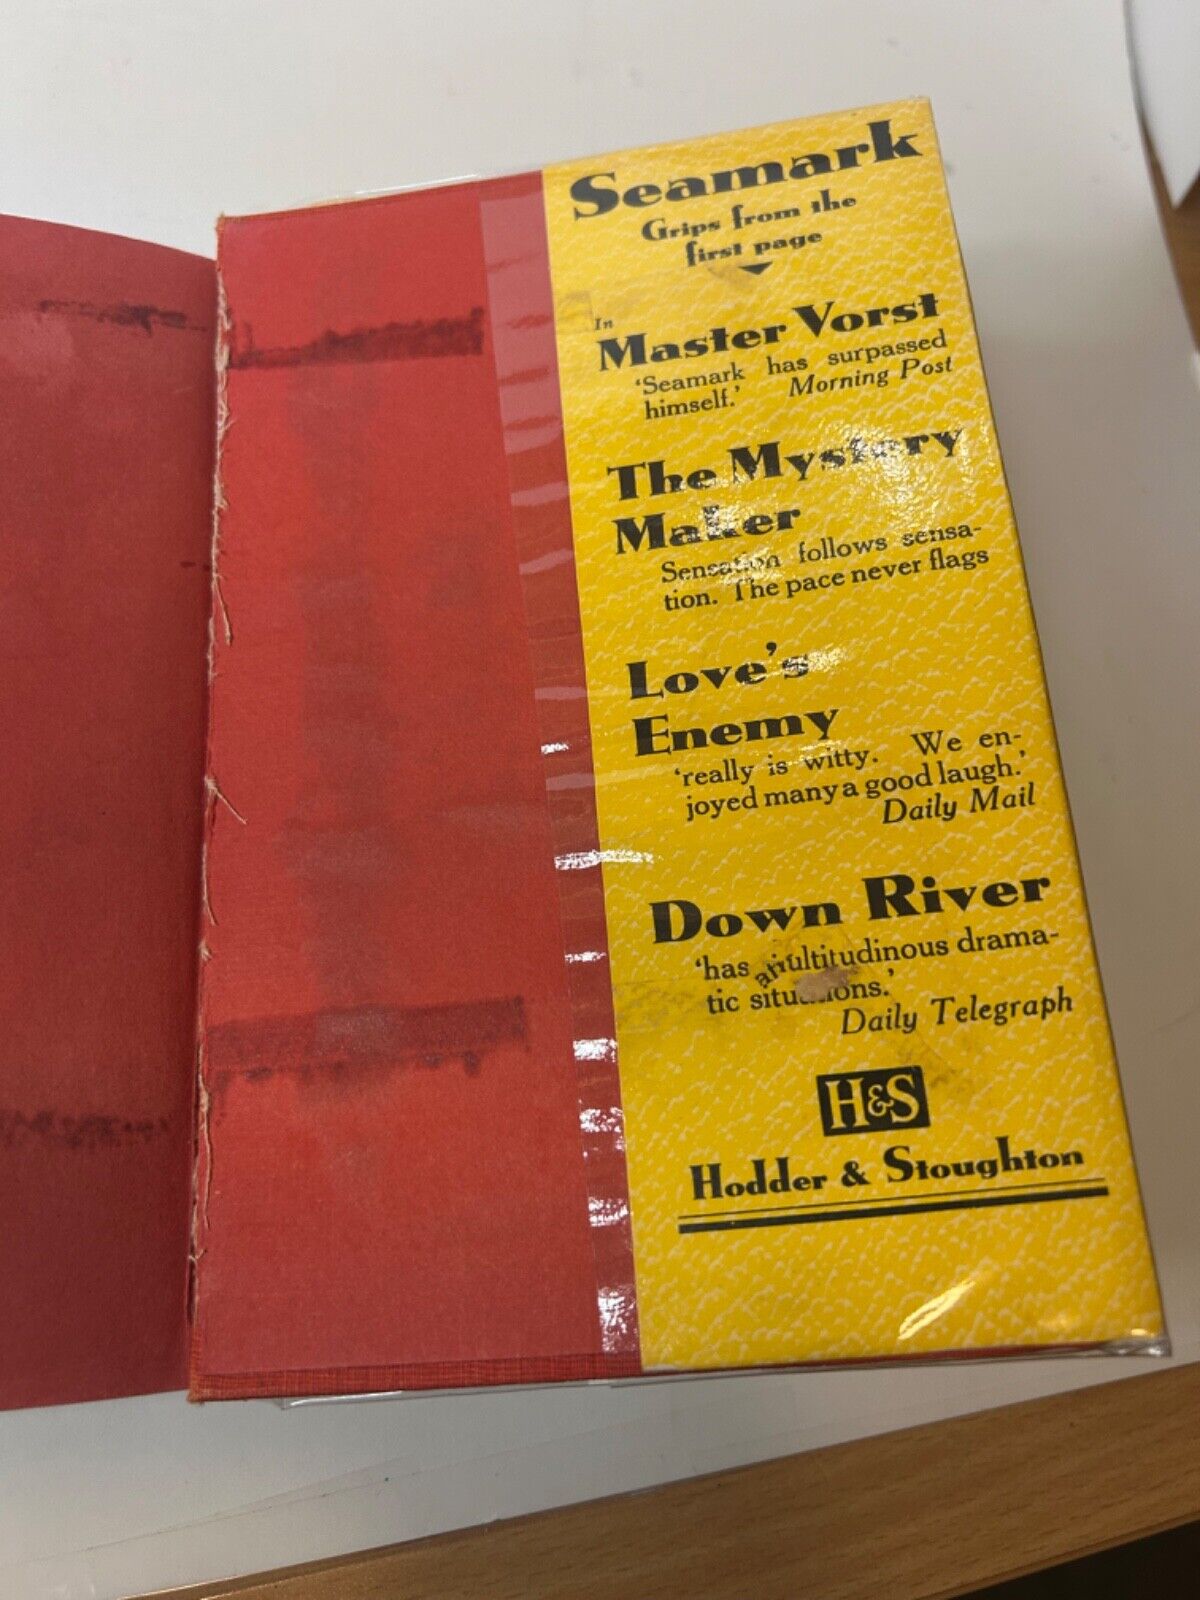 Seamark
Grips from the
first page
In
Master Vorst
'Seamark has surpassed
himself.' Morning Post
The Mystery
Maker
Sensation follows sensa-
tion. The pace never flags
Love's
Enemy
'really is witty. We en-
joyed many a good laugh.'
Daily Mail
Down River
'has multitudinous drama-
tic situations.'
Daily Telegraph
H&S
Hodder & Stoughton